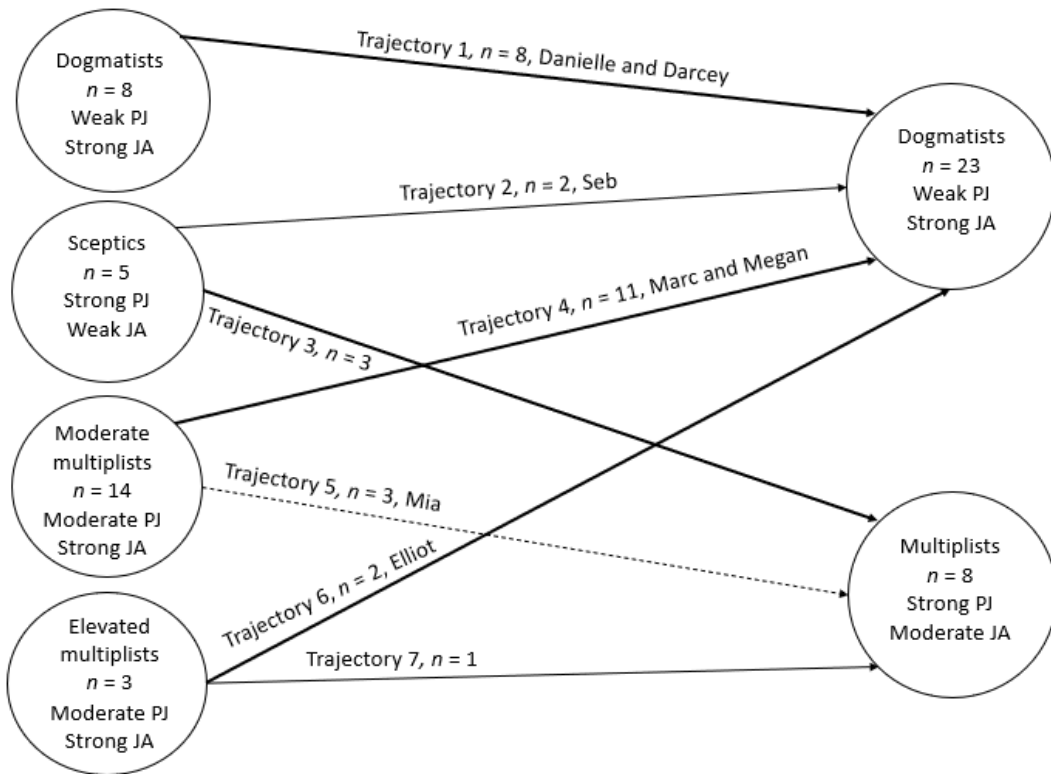 Dogmatists
n = 8
Weak PJ
Strong JA
Sceptics
n = 5
Strong PJ
Weak JA
Moderate
multiplists
n = 14
Moderate PJ
Strong JA
Elevated
multiplists
n = 3
Moderate PJ
Strong JA
Trajectory 1, n = 8, Danielle and Darcey
Trajectory 2, n = 2, Seb
Trajectory 3, n = 3
Trajectory 4, n = 11, Marc and Megan
Trajectory 5, n = 3, Mia
Trajectory 6, n = 2, Elliot
Trajectory 7, n = 1
Dogmatists
n = 23
Weak PJ
Strong JA
Multiplists
n = 8
Strong PJ
Moderate JA